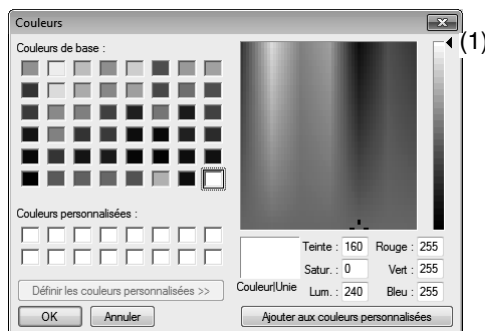 Couleurs
(1)
Couleurs de base :
Couleurs personnalisées :
Teinte : 160 Rouge : 255
Satur. : 0 Vert : 255
Couleur|Unie Lum. : 240 Bleu : 255
Définir les couleurs personnalisées >>
OK Annuler Ajouter aux couleurs personnalisées